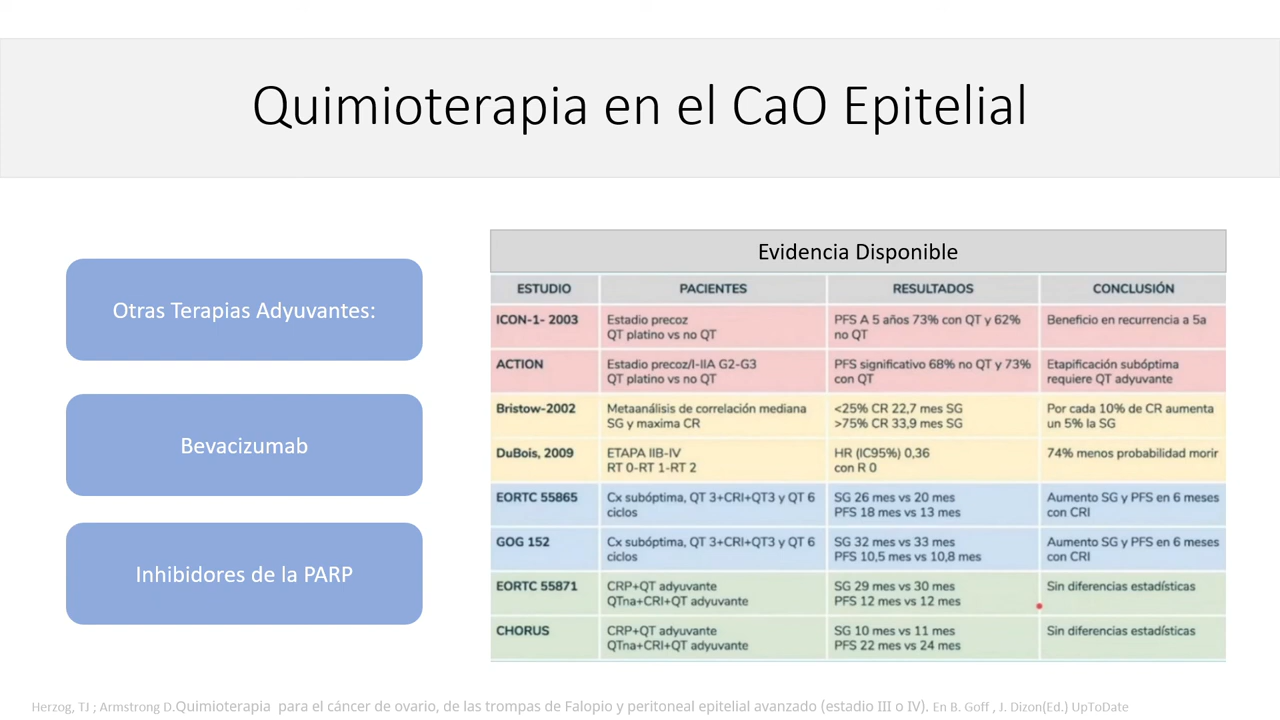 Quimioterapia en el CaO Epitelial
Otras Terapias Adyuvantes:
Bevacizumab
Inhibidores de la PARP
Evidencia Disponible
ESTUDIO PACIENTES RESULTADOS CONCLUSIÓN
ICON-1- 2003 Estadio precoz PFS A 5 años 73% con QT y 62% Beneficio en recurrencia a 5a
QT platino vs no QT no QT
ACTION Estadio precoz/I-IIA G2-G3 PFS significativo 68% no QT y 73% Etapificación subóptima
QT platino vs no QT con QT requiere QT adyuvante
Bristow-2002 Metaanálisis de correlación mediana <25% CR 22,7 mes SG Por cada 10% de CR aumenta
SG y maxima CR >75% CR 33,9 mes SG un 5% la SG
DuBois, 2009 ETAPA IIB-IV HR (IC95%) 0,36 74% menos probabilidad morir
RT 0-RT 1-RT 2 con R 0
EORTC 55865 Cx subóptima, QT 3+CRI+QT3 y QT 6 SG 26 mes vs 20 mes Aumento SG y PFS en 6 meses
ciclos PFS 18 mes vs 13 mes con CRI
GOG 152 Cx subóptima, QT 3+CRI+QT3 y QT 6 SG 32 mes vs 33 mes Aumento SG y PFS en 6 meses
ciclos PFS 10,5 mes vs 10,8 mes con CRI
EORTC 55871 CRP+QT adyuvante SG 29 mes vs 30 mes Sin diferencias estadísticas
QTna+CRI+QT adyuvante PFS 12 mes vs 12 mes
CHORUS CRP+QT adyuvante SG 10 mes vs 11 mes Sin diferencias estadísticas
QTna+CRI+QT adyuvante PFS 22 mes vs 24 mes
Herzog, TJ ; Armstrong D.Quimioterapia para el cáncer de ovario, de las trompas de Falopio y peritoneal epitelial avanzado (estadio III o IV). En B. Goff , J. Dizon(Ed.) UpToDate